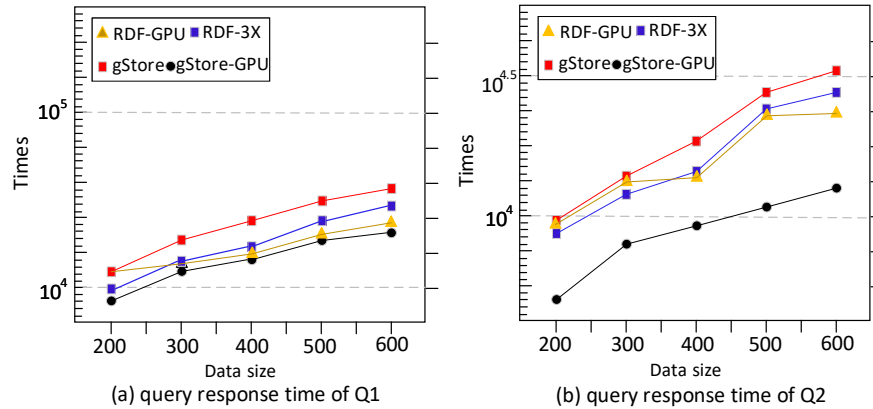 RDF-GPU RDF-3X
gStore gStore-GPU
10^5
10^4
Times
200 300 400 500 600
Data size
(a) query response time of Q1
RDF-GPU RDF-3X
gStore gStore-GPU
10^4.5
10^4
Times
200 300 400 500 600
Data size
(b) query response time of Q2